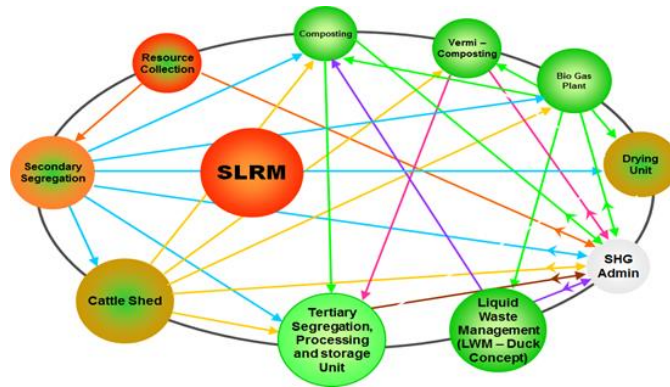 Composting
Vermi –
Composting
Resource
Collection
Bio Gas
Plant
Secondary
Segregation
SLRM
Drying
Unit
SHG
Admin
Cattle Shed
Tertiary
Segregation,
Processing
and storage
Unit
Liquid
Waste
Management
(LWM – Duck
Concept)